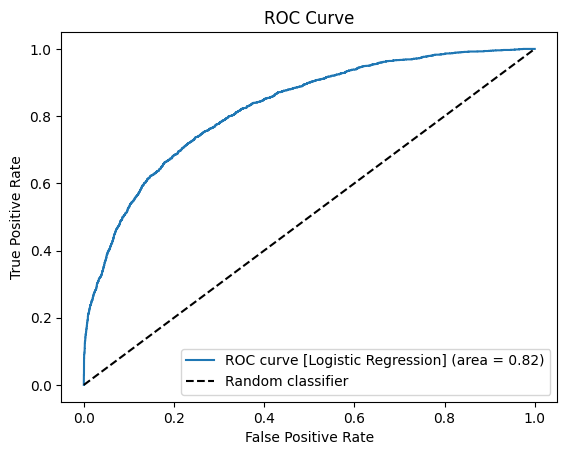 ROC Curve
True Positive Rate
1.0
0.8
0.6
0.4
0.2
0.0
ROC curve [Logistic Regression] (area = 0.82)
Random classifier
0.0 0.2 0.4 0.6 0.8 1.0
False Positive Rate